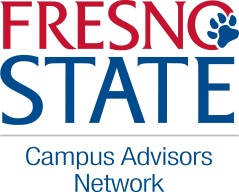 FRESNO
STATE
Campus Advisors
Network